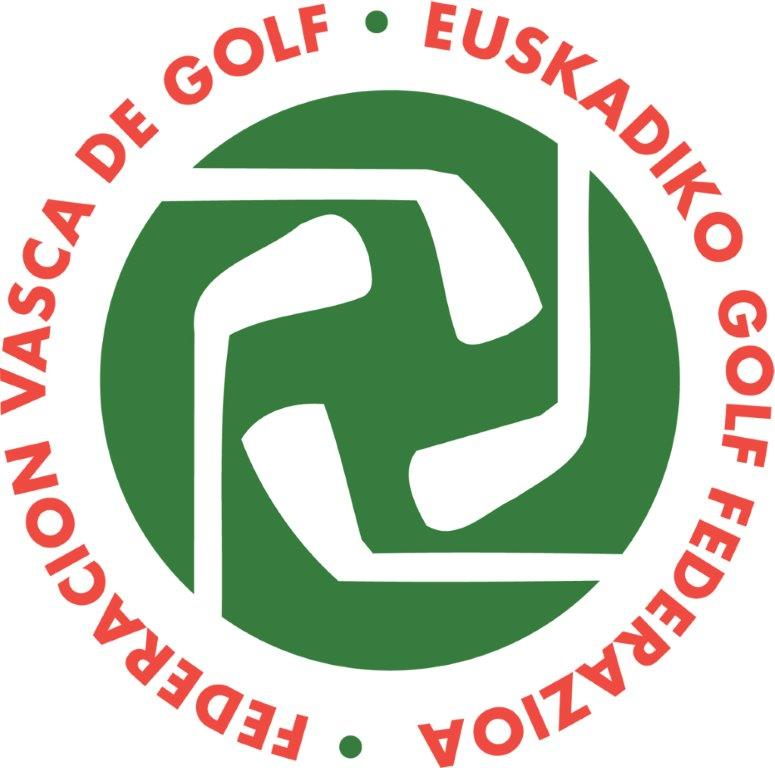 FEDERACION VASCA DE GOLF
EUSKADIKO GOLF FEDERAZIOA